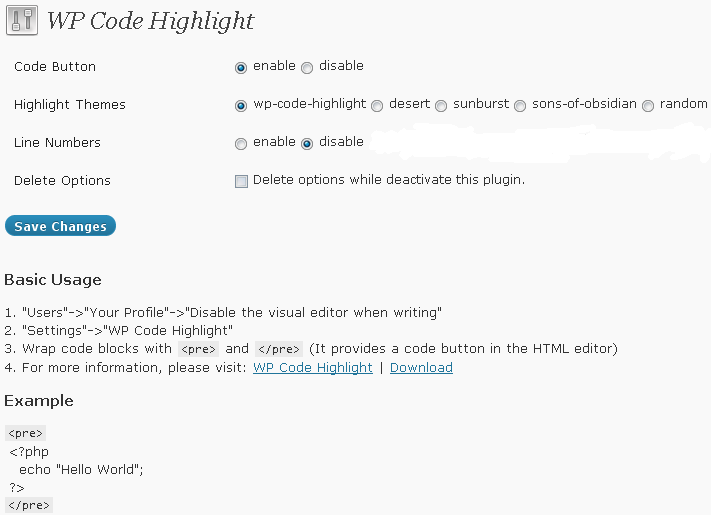 WP Code Highlight
Code Button enable disable
Highlight Themes wp-code-highlight desert sunburst sons-of-obsidian random
Line Numbers enable disable
Delete Options Delete options while deactivate this plugin.
Save Changes
Basic Usage
1. "Users"->"Your Profile"->"Disable the visual editor when writing"
2. "Settings"->"WP Code Highlight"
3. Wrap code blocks with <pre> and </pre> (It provides a code button in the HTML editor)
4. For more information, please visit: WP Code Highlight | Download
Example
<pre>
<?php
echo "Hello World";
?>
</pre>